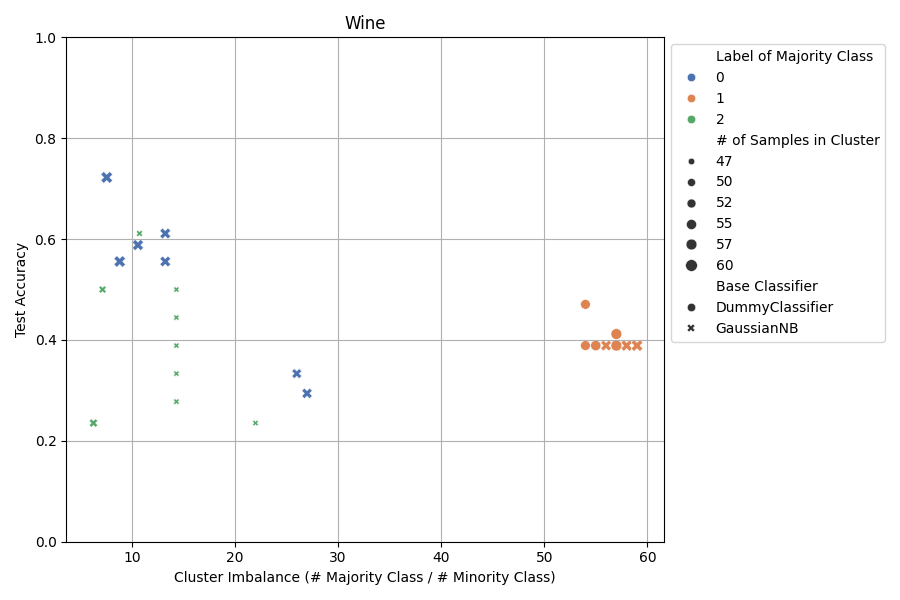 Wine
1.0
0.8
0.6
0.4
0.2
0.0
Test Accuracy
10 20 30 40 50 60
Cluster Imbalance (# Majority Class / # Minority Class)
Label of Majority Class
0
1
2
# of Samples in Cluster
47
50
52
55
57
60
Base Classifier
DummyClassifier
GaussianNB